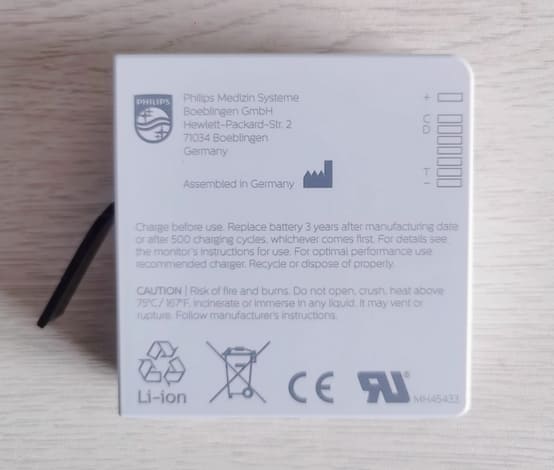 PHILIPS
Philips Medizin Systeme
Boeblingen GmbH
Hewlett-Packard-Str. 2
71034 Boeblingen
Germany
Assembled in Germany
+
C
D
T
−
Charge before use. Replace battery 3 years after manufacturing date
or after 500 charging cycles, whichever comes first. For details see
the monitor's instructions for use. For optimal performance use
recommended charger. Recycle or dispose of properly.
CAUTION | Risk of fire and burns. Do not open, crush, heat above
75°C/ 167°F, incinerate or immerse in any liquid. It may vent or
rupture. Follow manufacturer's instructions.
Li-ion
CE
RU®
MH45433